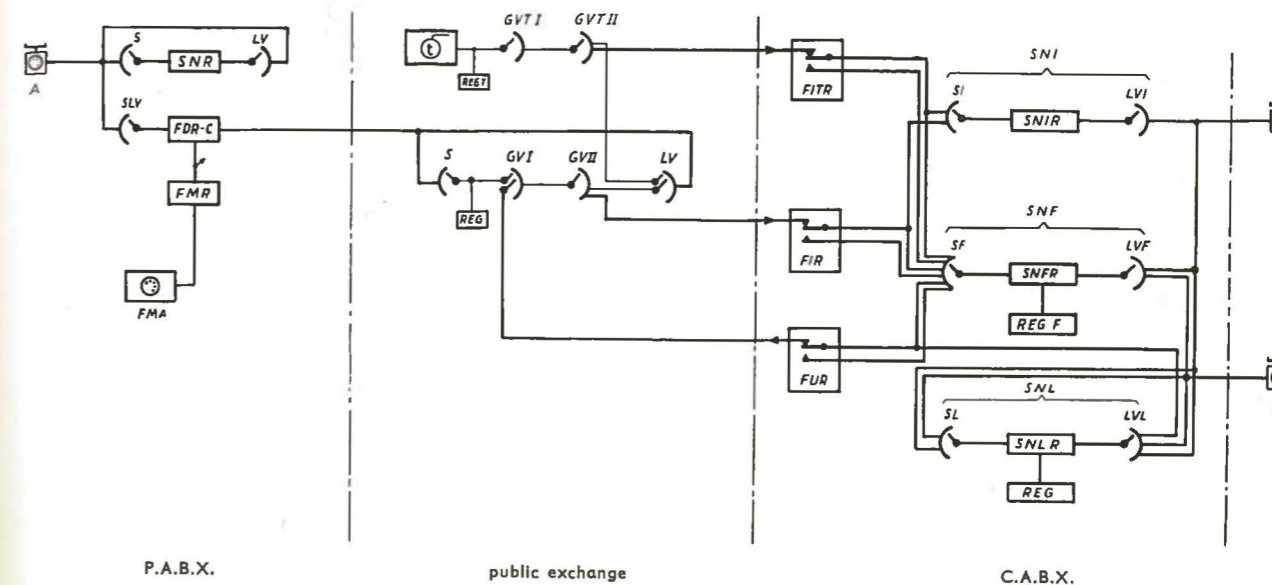 A
S
SNR
LV
SLV
FDR-C
FMR
FMA
P.A.B.X.
t
REG T
GVT I
GVT II
S
REG
GVI
GVII
LV
public exchange
FITR
FIR
FUR
SNI
SI
SNIR
LVI
SNF
SF
SNFR
LVF
REG F
SNL
SL
SNLR
LVL
REG
C.A.B.X.